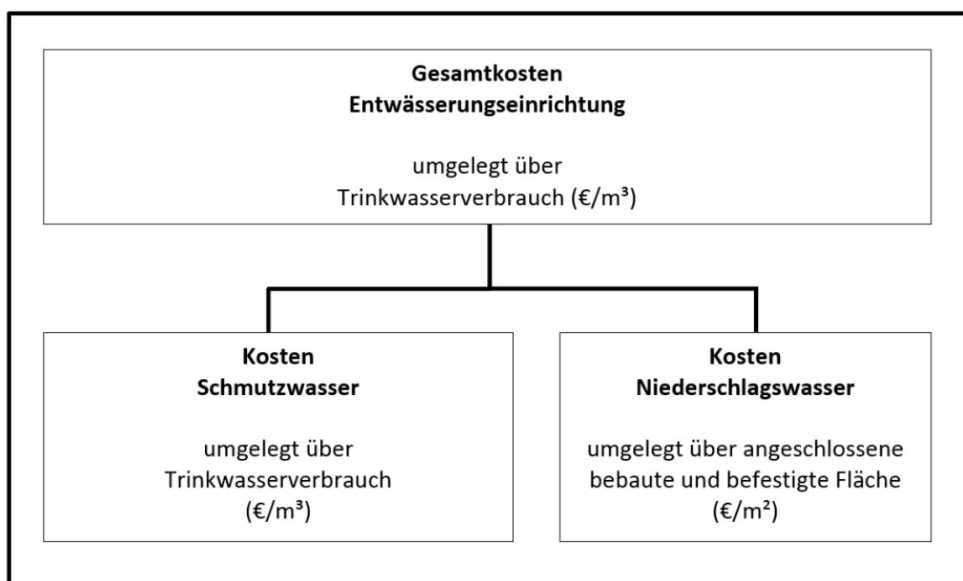 Gesamtkosten
Entwässerungseinrichtung
umgelegt über
Trinkwasserverbrauch (€/m³)
Kosten
Schmutzwasser
umgelegt über
Trinkwasserverbrauch
(€/m³)
Kosten
Niederschlagswasser
umgelegt über angeschlossene
bebaute und befestigte Fläche
(€/m²)